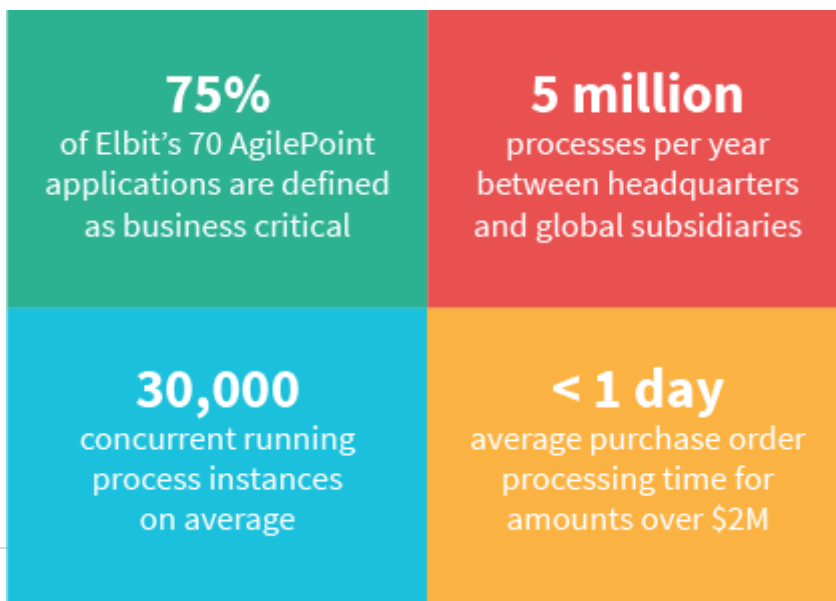 75%
of Elbit's 70 AgilePoint
applications are defined
as business critical
5 million
processes per year
between headquarters
and global subsidiaries
30,000
concurrent running
process instances
on average
< 1 day
average purchase order
processing time for
amounts over $2M